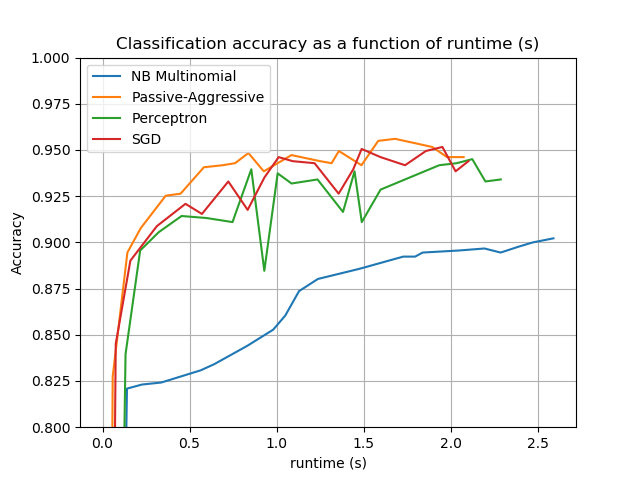 Classification accuracy as a function of runtime (s)
NB Multinomial
Passive-Aggressive
Perceptron
SGD
1.000
0.975
0.950
0.925
0.900
0.875
0.850
0.825
0.800
Accuracy
0.0 0.5 1.0 1.5 2.0 2.5
runtime (s)